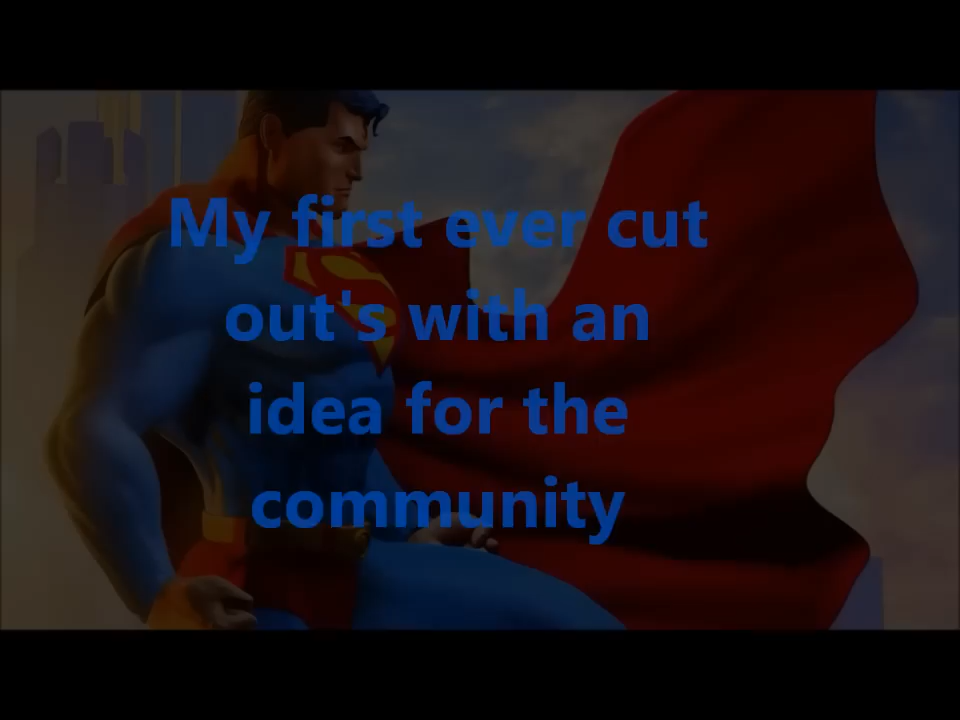 My first ever cut
out's with an
idea for the
community